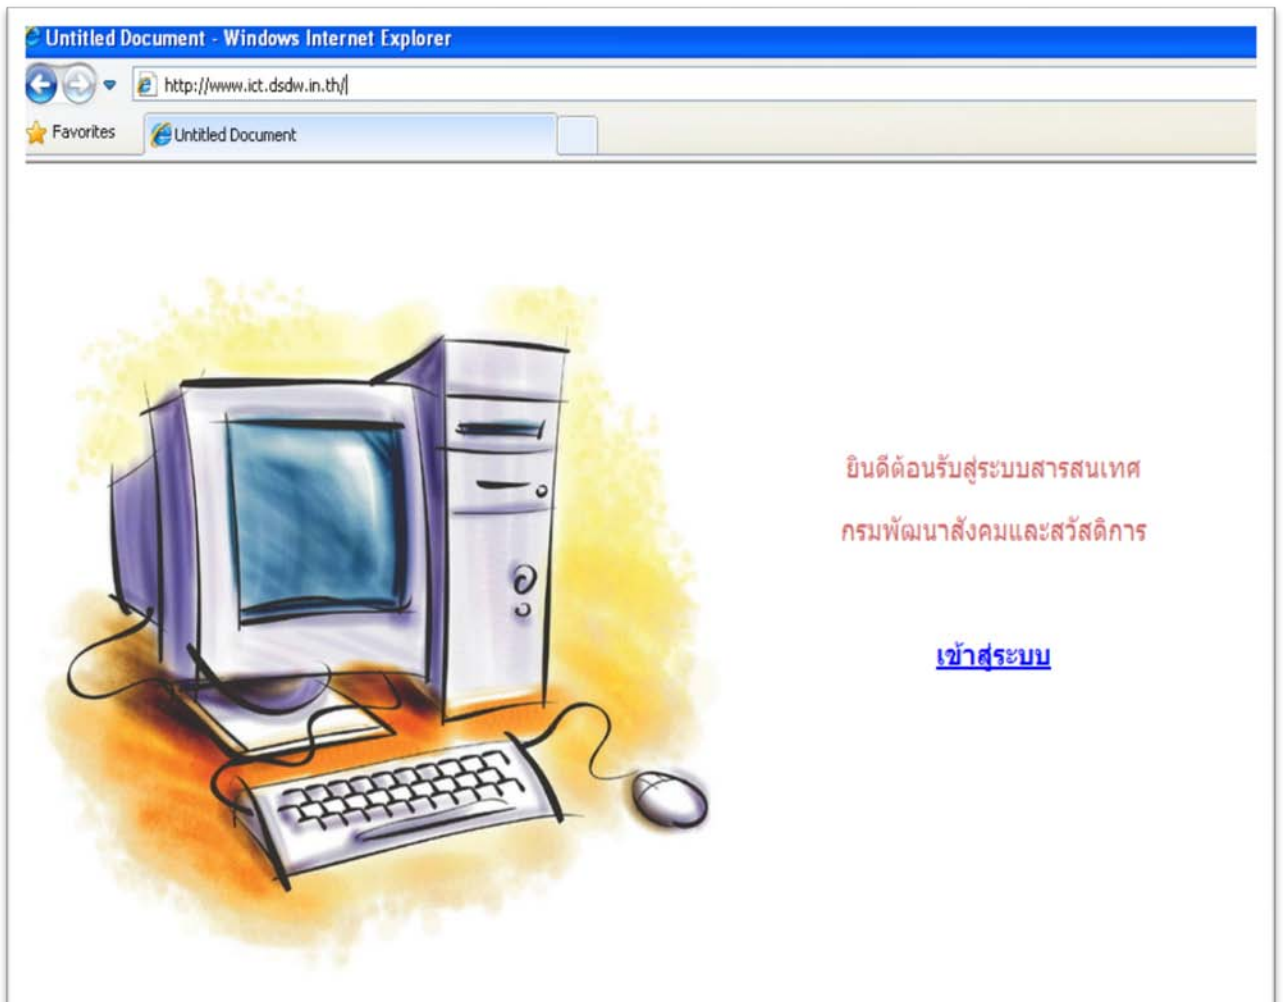 Untitled Document - Windows Internet Explorer
http://www.ict.dsdw.in.th/
Favorites
Untitled Document
ยินดีต้อนรับสู่ระบบสารสนเทศ
กรมพัฒนาสังคมและสวัสดิการ
เข้าสู่ระบบ